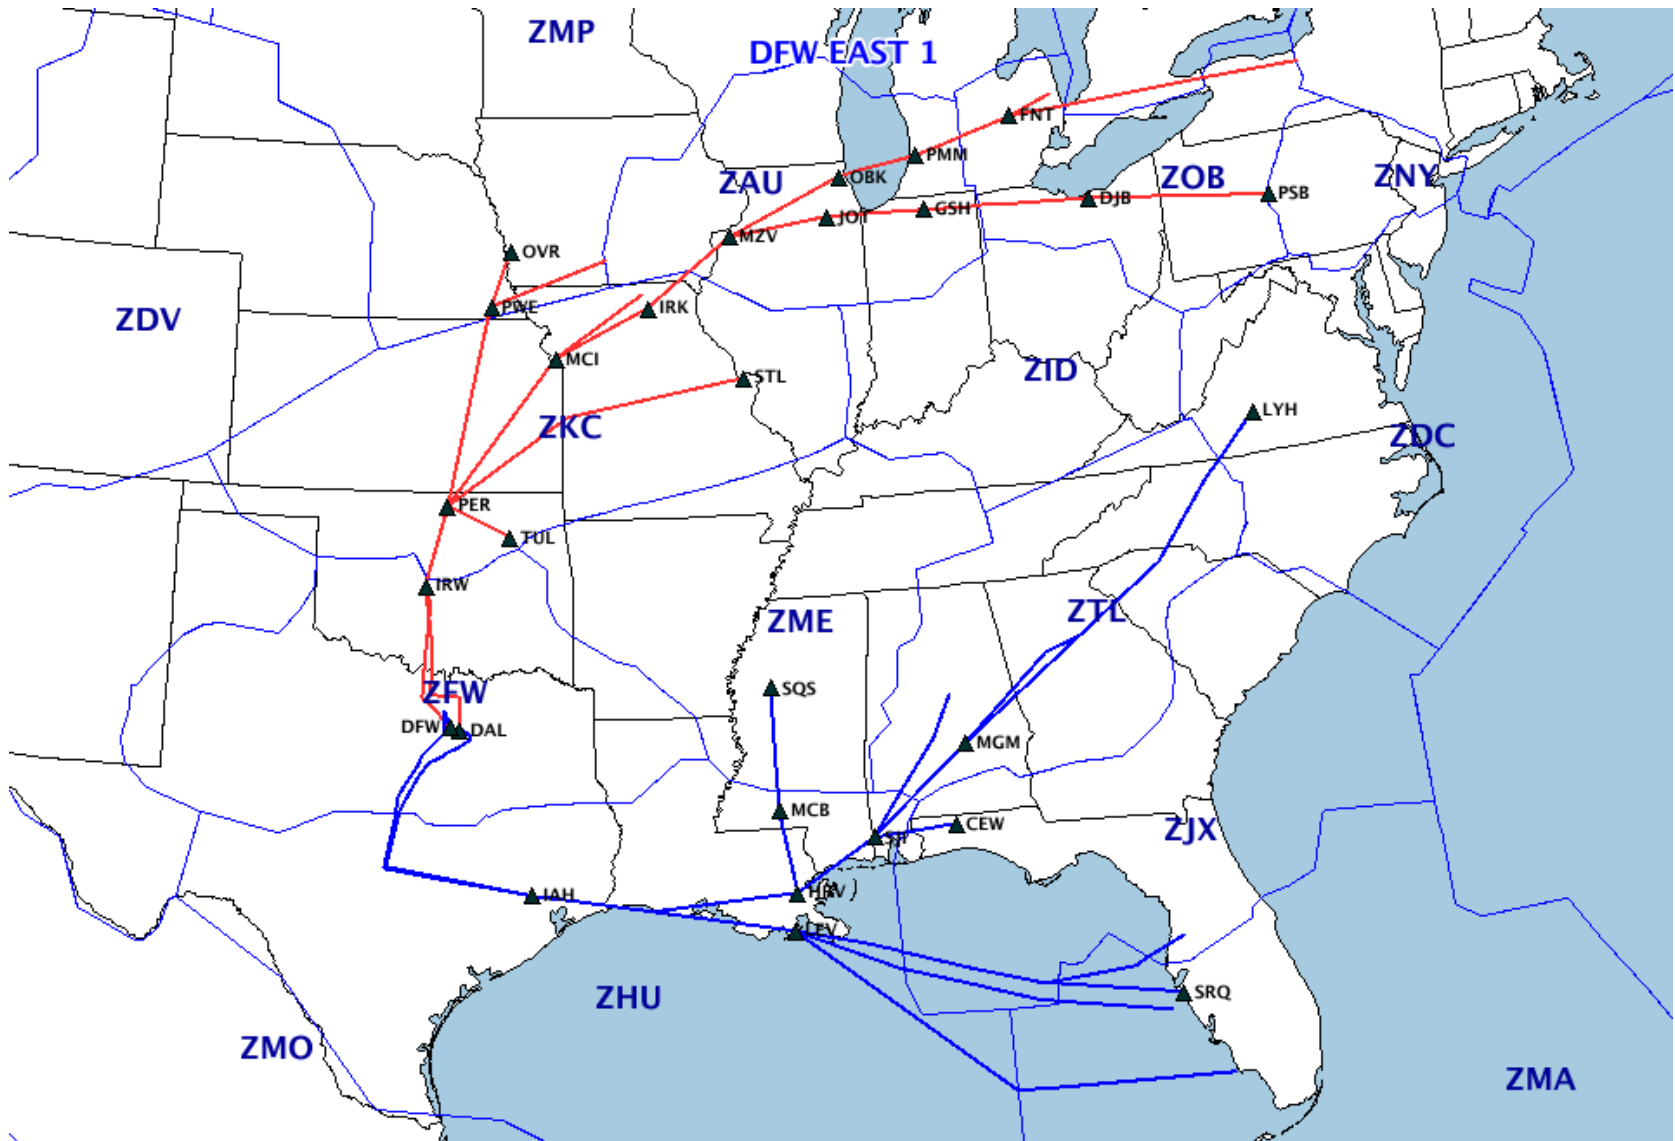 ZMP
DFW EAST 1
FNT
PMM
OBK
ZAU
ZOB
ZNY
PSB
DJB
GSH
JOT
MZV
OVR
PWE
IRK
ZDV
MCI
STL
ZID
LYH
ZKC
ZDC
PER
TUL
IRW
ZME
ZTL
SQS
ZFW
DFW
DAL
MGM
MCB
CEW
SJI
ZJX
IAH
HRV
LEV
SRQ
ZHU
ZMO
ZMA